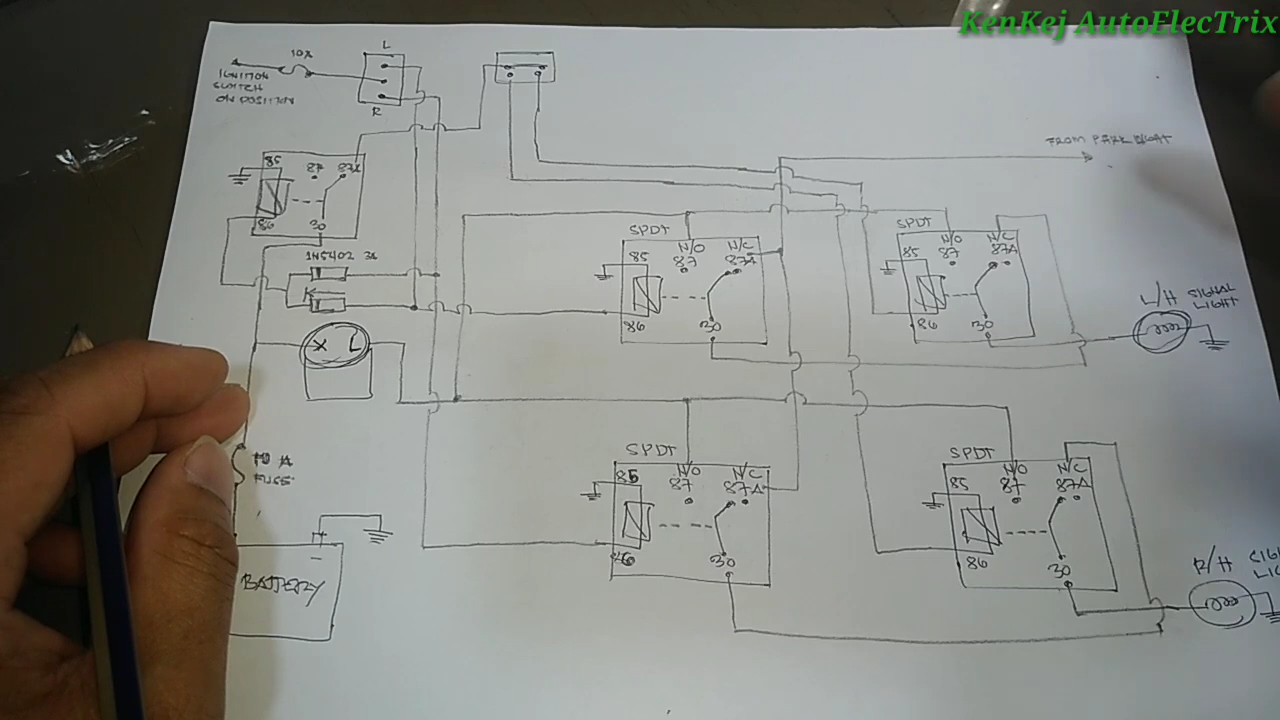 KenKej AutoElecTrix
L
10A
IGNITION
SWITCH
ON POSITION
R
FROM PARK LIGHT
85
87
87A
86
30
1N5402 3A
SPDT
N/O
N/C
85
87
87A
86
30
SPDT
N/O
N/C
85
87
87A
86
30
L/H
SIGNAL
LIGHT
X
L
10 A
FUSE
BATTERY
SPDT
N/O
N/C
85
87
87A
86
30
SPDT
N/O
N/C
85
87
87A
86
30
R/H